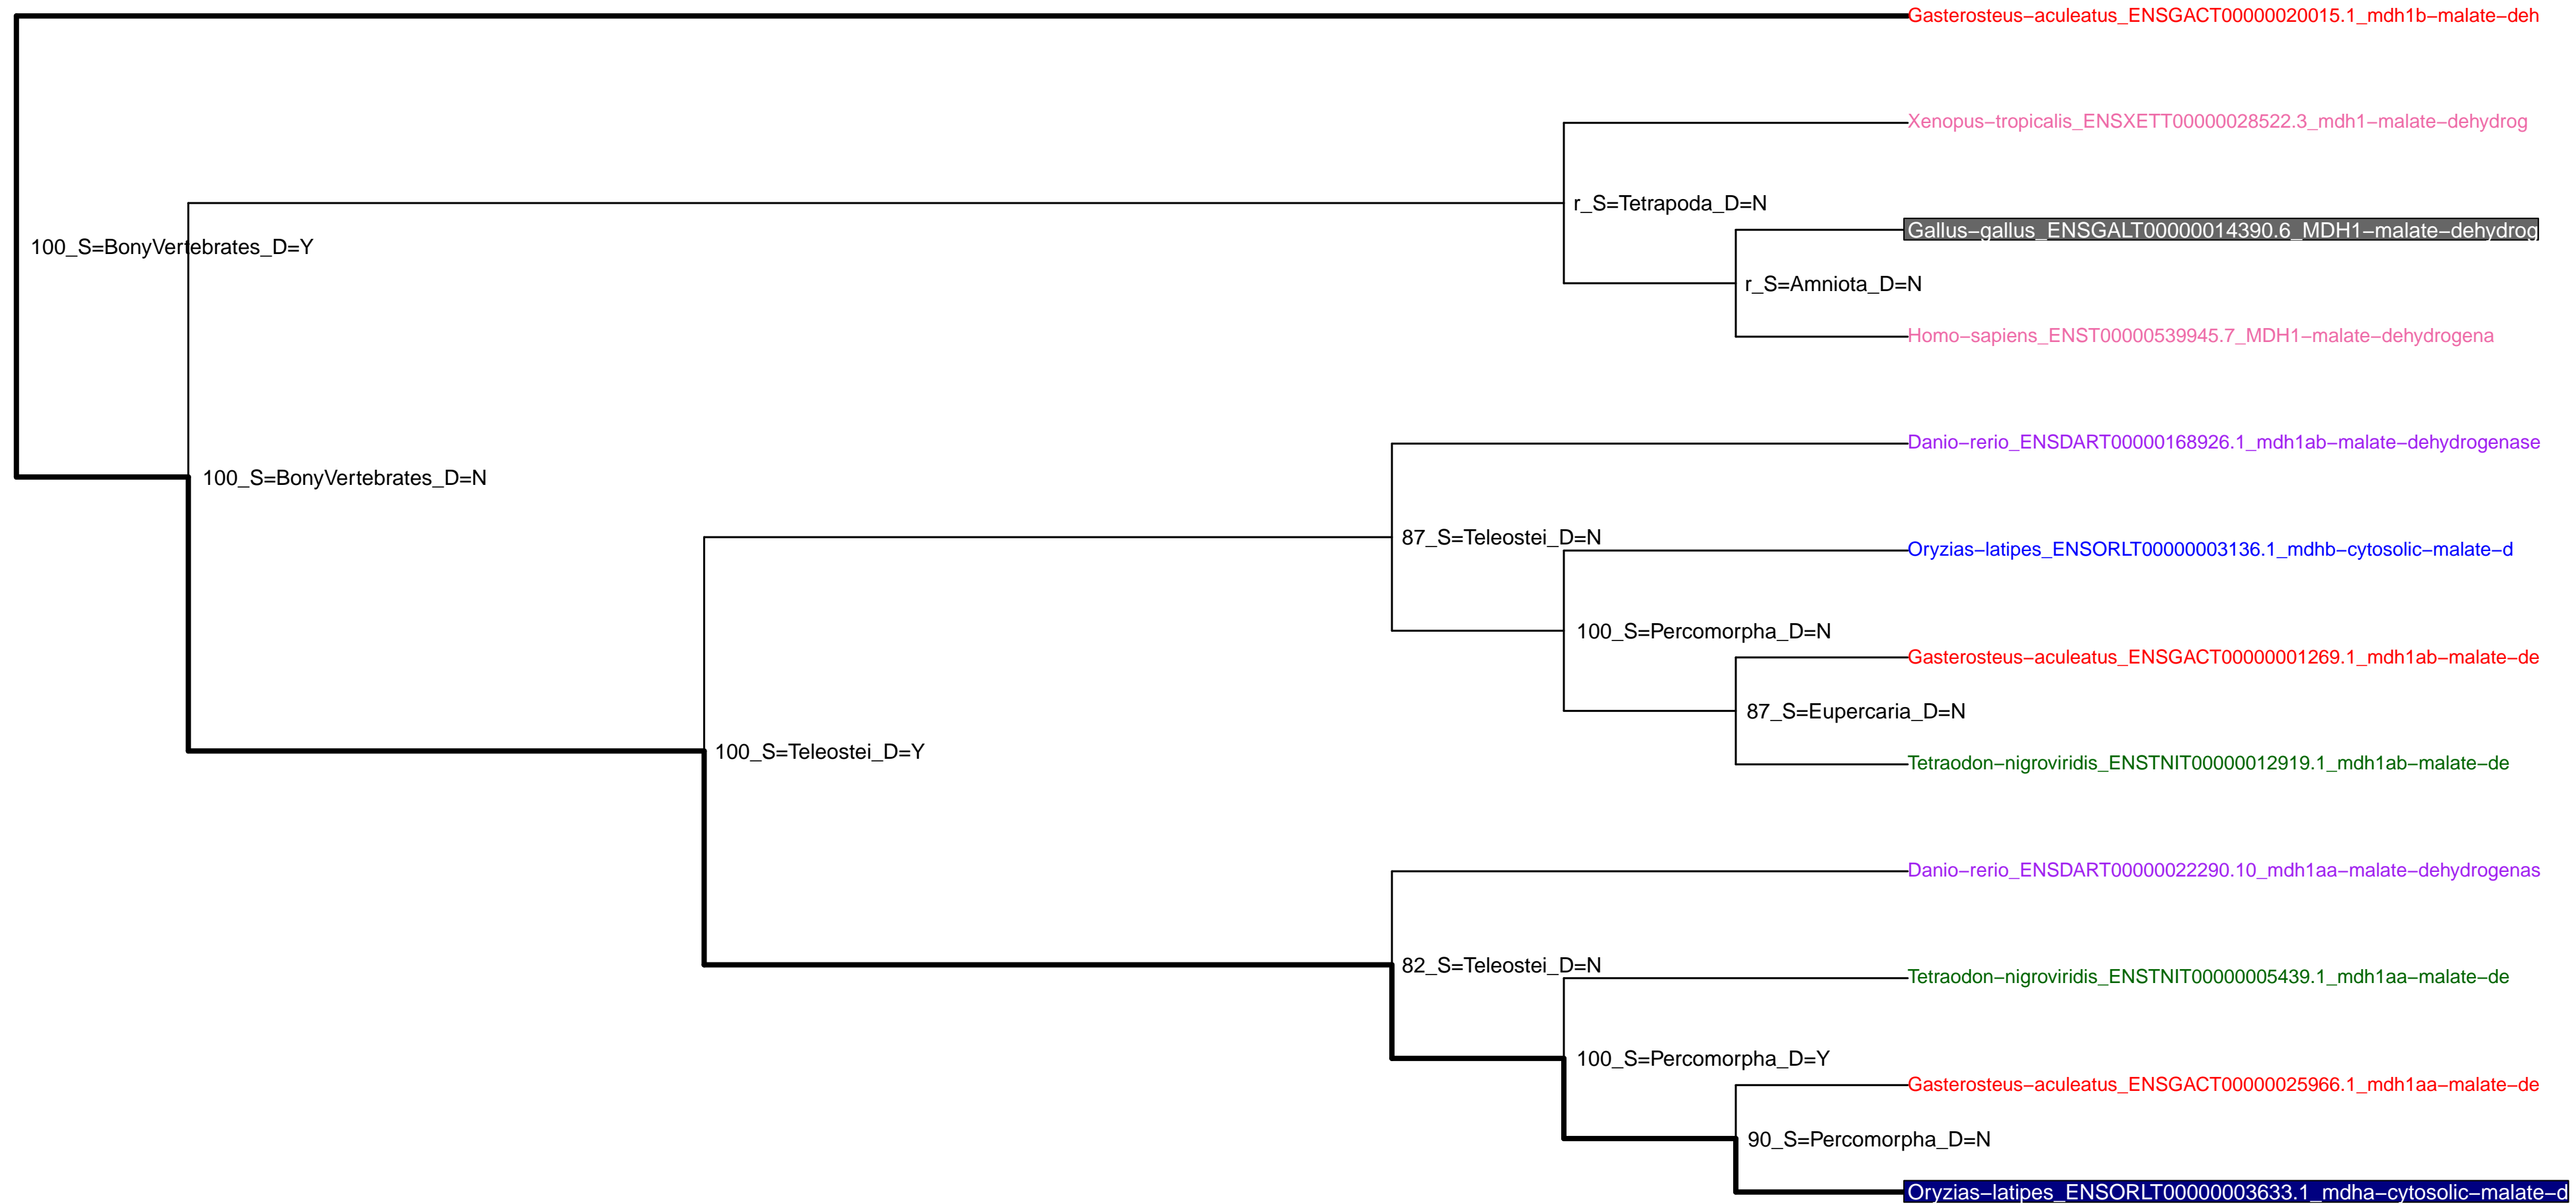 Gasterosteus−aculeatus_ENSGACT00000020015.1_mdh1b−malate−deh
Xenopus−tropicalis_ENSXETT00000028522.3_mdh1−malate−dehydrog
r_S=Tetrapoda_D=N
Gallus−gallus_ENSGALT00000014390.6_MDH1−malate−dehydrog
100_S=BonyVertebrates_D=Y
r_S=Amniota_D=N
Homo−sapiens_ENST00000539945.7_MDH1−malate−dehydrogena
Danio−rerio_ENSDART00000168926.1_mdh1ab−malate−dehydrogenase
100_S=BonyVertebrates_D=N
87_S=Teleostei_D=N
Oryzias−latipes_ENSORLT00000003136.1_mdhb−cytosolic−malate−d
100_S=Percomorpha_D=N
Gasterosteus−aculeatus_ENSGACT00000001269.1_mdh1ab−malate−de
87_S=Eupercaria_D=N
100_S=Teleostei_D=Y
Tetraodon−nigroviridis_ENSTNIT00000012919.1_mdh1ab−malate−de
Danio−rerio_ENSDART00000022290.10_mdh1aa−malate−dehydrogenas
82_S=Teleostei_D=N
Tetraodon−nigroviridis_ENSTNIT00000005439.1_mdh1aa−malate−de
100_S=Percomorpha_D=Y
Gasterosteus−aculeatus_ENSGACT00000025966.1_mdh1aa−malate−de
90_S=Percomorpha_D=N
Oryzias−latipes_ENSORLT00000003633.1_mdha−cytosolic−malate−d